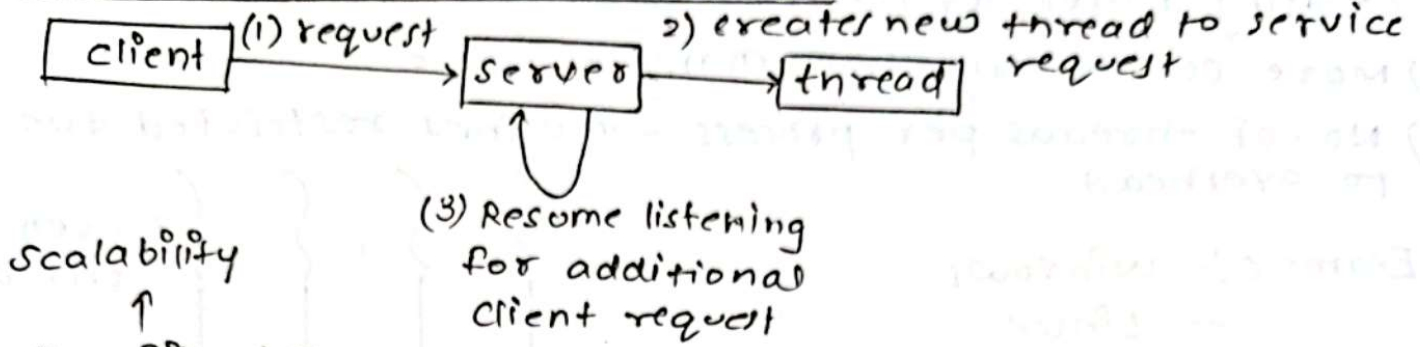 client
(1) request
server
2) creates new thread to service
request
thread
(3) Resume listening
for additional
client request
scalability